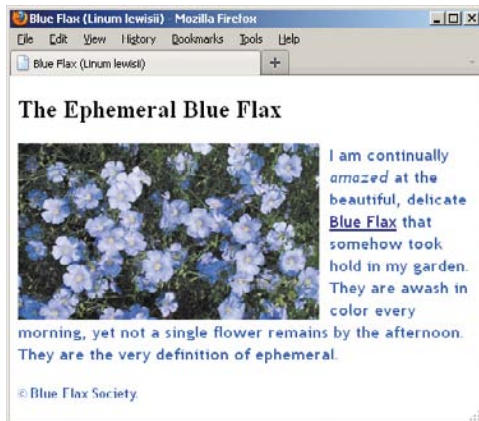 Blue Flax (Linum lewisii) - Mozilla Firefox
File Edit View History Bookmarks Tools Help
Blue Flax (Linum lewisii)
The Ephemeral Blue Flax
I am continually
amazed at the
beautiful, delicate
Blue Flax that
somehow took
hold in my garden.
They are awash in
color every
morning, yet not a single flower remains by the afternoon.
They are the very definition of ephemeral.
© Blue Flax Society.